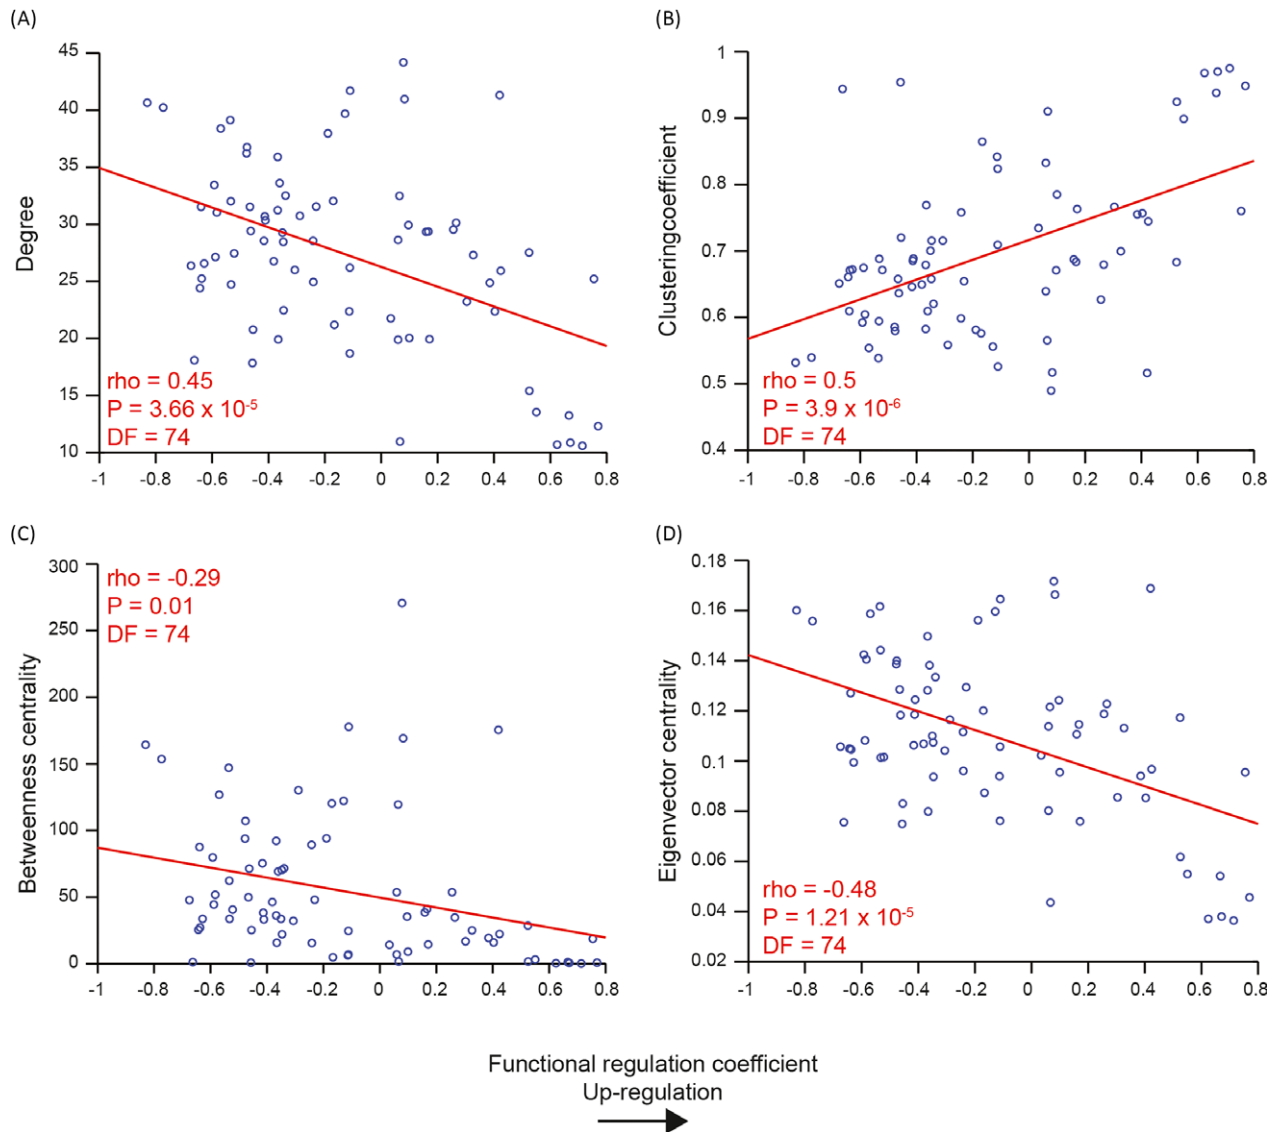 (A)
45
40
35
30
25
20
15
10
Degree
rho = 0.45
P = 3.66 x 10-5
DF = 74
-1 -0.8 -0.6 -0.4 -0.2 0 0.2 0.4 0.6 0.8
(B)
1
0.9
0.8
0.7
0.6
0.5
0.4
Clusteringcoefficient
rho = 0.5
P = 3.9 x 10-6
DF = 74
-1 -0.8 -0.6 -0.4 -0.2 0 0.2 0.4 0.6 0.8
(C)
300
250
200
150
100
50
0
Betweenness centrality
rho = -0.29
P = 0.01
DF = 74
-1 -0.8 -0.6 -0.4 -0.2 0 0.2 0.4 0.6 0.8
(D)
0.18
0.16
0.14
0.12
0.1
0.08
0.06
0.04
0.02
Eigenvector centrality
rho = -0.48
P = 1.21 x 10-5
DF = 74
-1 -0.8 -0.6 -0.4 -0.2 0 0.2 0.4 0.6 0.8
Functional regulation coefficient
Up-regulation